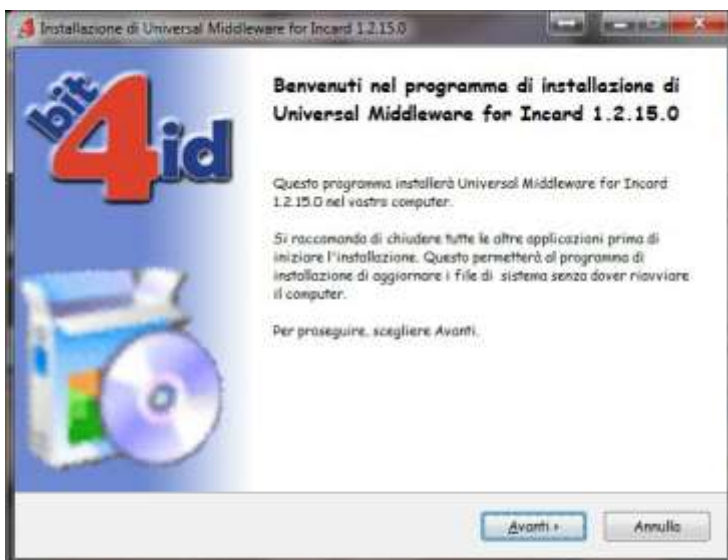 Installazione di Universal Middleware for Incard 1.2.15.0
bit
4
id
Benvenuti nel programma di installazione di
Universal Middleware for Incard 1.2.15.0
Questo programma installerà Universal Middleware for Incard
1.2.15.0 nel vostro computer.
Si raccomanda di chiudere tutte le altre applicazioni prima di
iniziare l'installazione. Questo permetterà al programma di
installazione di aggiornare i file di sistema senza dover riavviare
il computer.
Per proseguire, scegliere Avanti.
Avanti >
Annulla